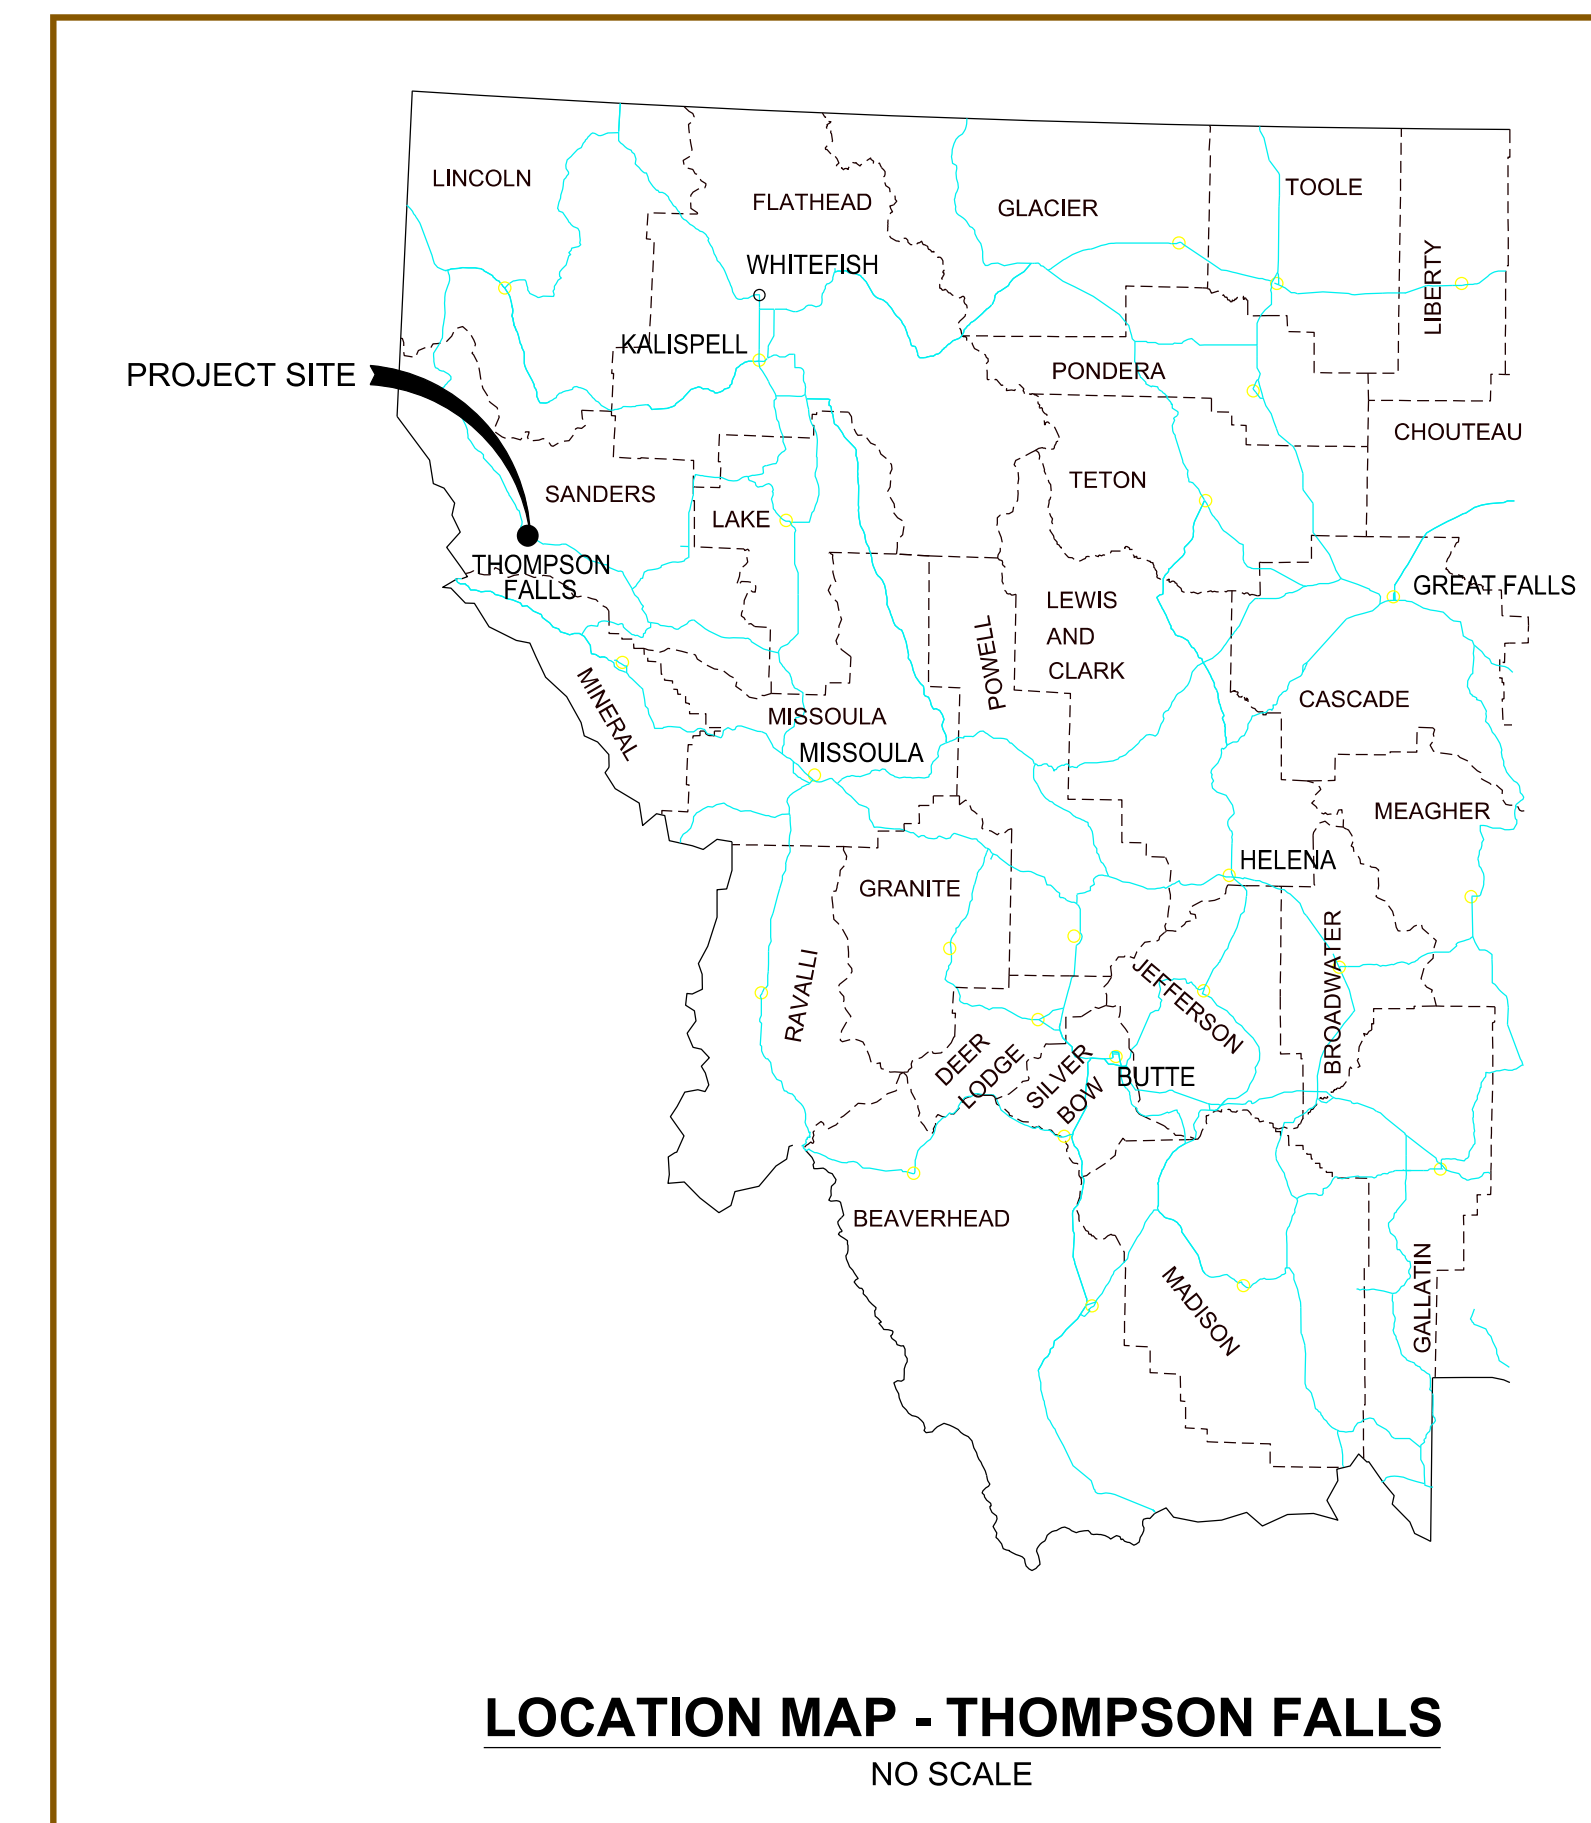 LINCOLN
FLATHEAD
GLACIER
TOOLE
LIBERTY
WHITEFISH
KALISPELL
PROJECT SITE
PONDERA
CHOUTEAU
SANDERS
LAKE
TETON
THOMPSON
FALLS
LEWIS
AND
CLARK
GREAT FALLS
POWELL
MINERAL
MISSOULA
MISSOULA
CASCADE
MEAGHER
HELENA
GRANITE
RAVALLI
JEFFERSON
BROADWATER
DEER
LODGE
SILVER
BOW
BUTTE
BEAVERHEAD
MADISON
GALLATIN
LOCATION MAP - THOMPSON FALLS
NO SCALE